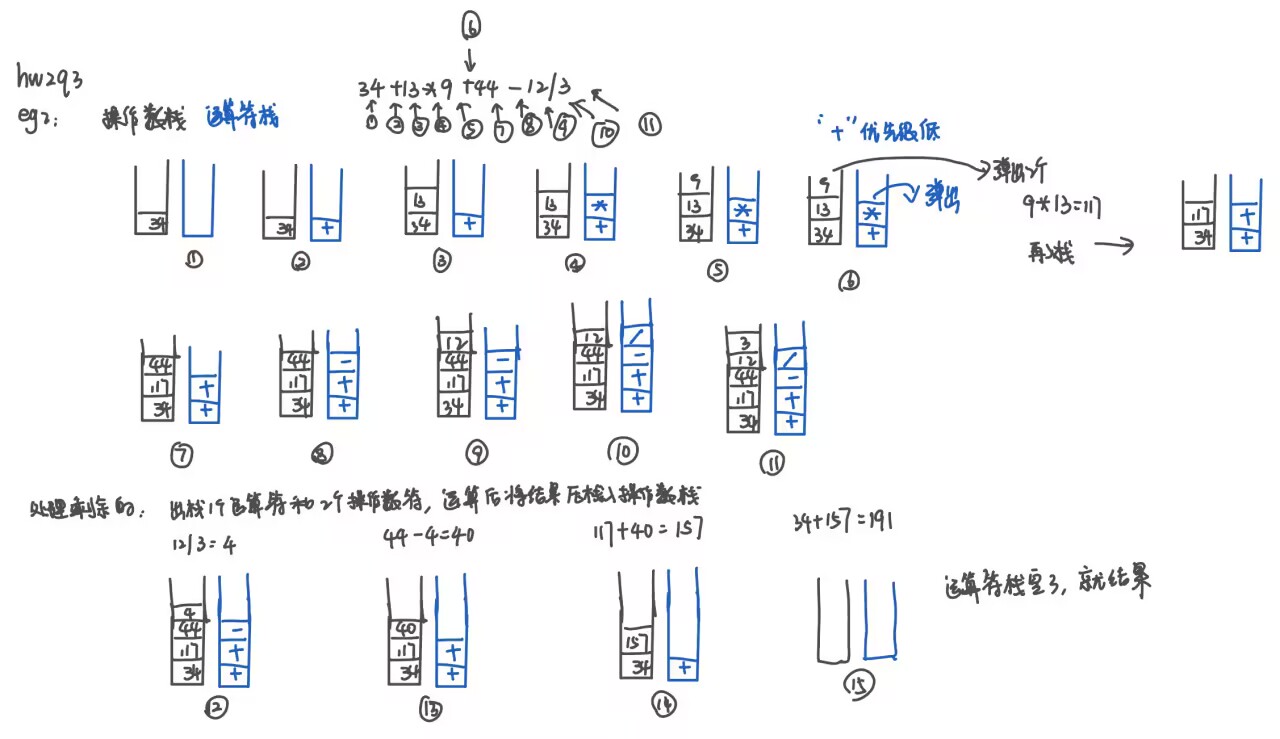 ⑥
hw2q3
34+13*9+44-12/3
eg2: 操作数栈 运算符栈
① ② ③ ④ ⑤ ⑦ ⑧ ⑨ ⑩ ⑪
"+"优先级低
弹出2个
弹出
9*13=117
再入栈
34
34 +
13 34 +
13 34 * +
9 13 34 * +
9 13 34 * +
117 34 + +
① ② ③ ④ ⑤ ⑥
44 117 34 + +
44 117 34 - + +
12 44 117 34 - + +
12 44 117 34 / - + +
3 12 44 117 34 / - + +
⑦ ⑧ ⑨ ⑩ ⑪
处理剩余的: 出栈1个运算符和2个操作数符,运算后将结果压栈入操作数栈
12/3=4 44-4=40 117+40=157 34+157=191
4 44 117 34 - + +
40 117 34 + +
157 34 +
运算符栈空了,就结果
⑫ ⑬ ⑭ ⑮